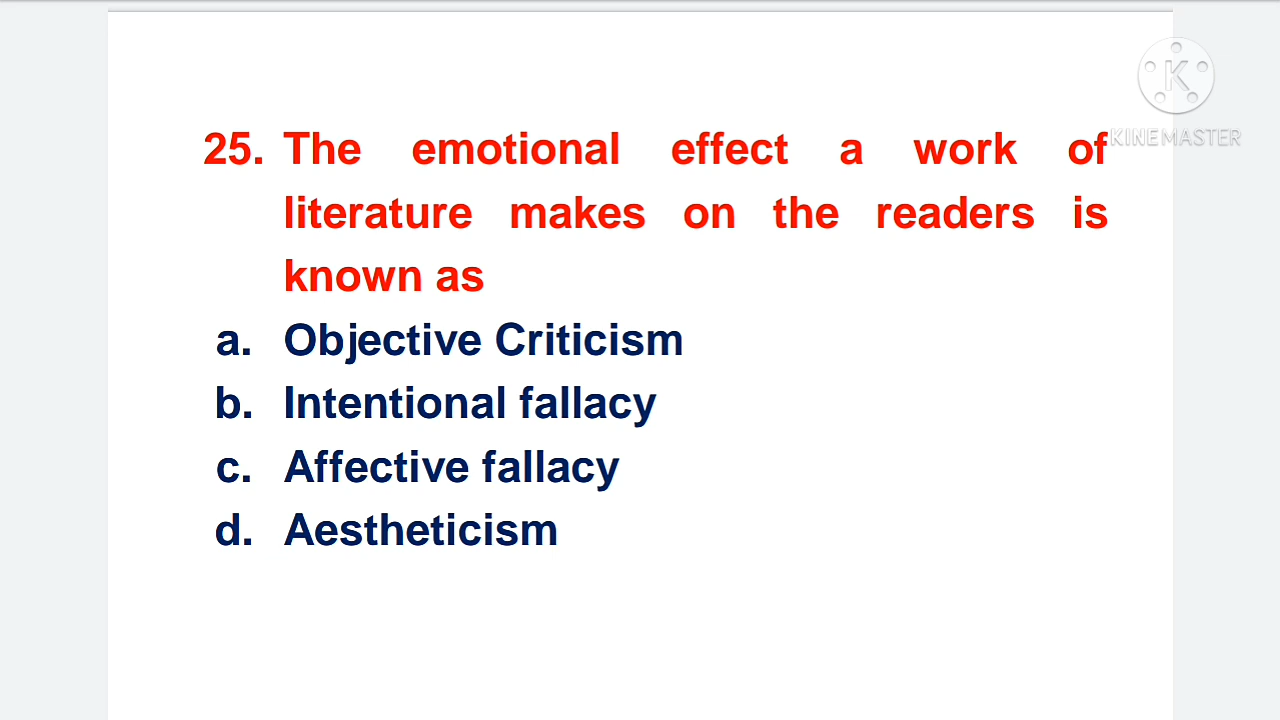 25. The emotional effect a work of
literature makes on the readers is
known as
a. Objective Criticism
b. Intentional fallacy
c. Affective fallacy
d. Aestheticism
K
KINEMASTER